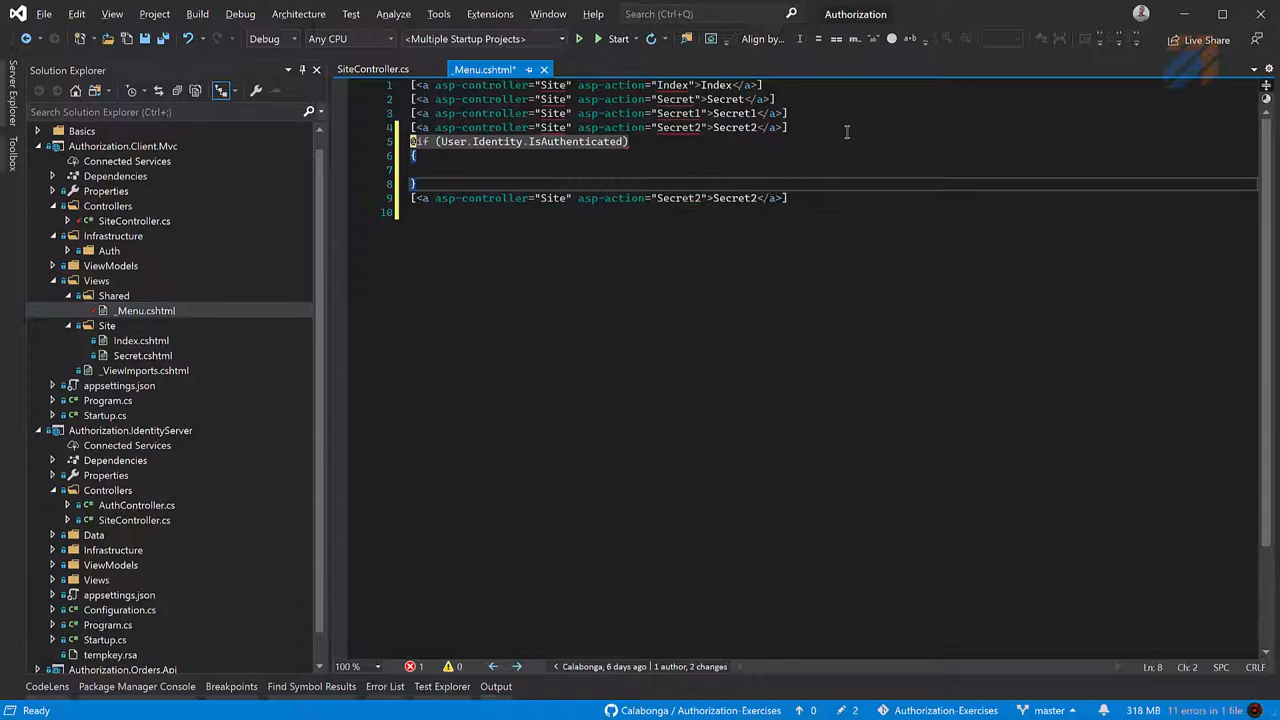 File Edit View Git Project Build Debug Architecture Test Analyze Tools Extensions Window Help Search (Ctrl+Q) Authorization
Debug Any CPU <Multiple Startup Projects> Start Align by... Live Share
Server Explorer
Toolbox
Solution Explorer
Search Solution Explorer (Ctrl+;)
Basics
Authorization.Client.Mvc
Connected Services
Dependencies
Properties
Controllers
SiteController.cs
Infrastructure
Auth
ViewModels
Views
Shared
_Menu.cshtml
Site
Index.cshtml
Secret.cshtml
_ViewImports.cshtml
appsettings.json
Program.cs
Startup.cs
Authorization.IdentityServer
Connected Services
Dependencies
Properties
Controllers
AuthController.cs
SiteController.cs
Data
Infrastructure
ViewModels
Views
appsettings.json
Configuration.cs
Program.cs
Startup.cs
tempkey.rsa
Authorization.Orders.Api
SiteController.cs _Menu.cshtml*
1 [<a asp-controller="Site" asp-action="Index">Index</a>]
2 [<a asp-controller="Site" asp-action="Secret">Secret</a>]
3 [<a asp-controller="Site" asp-action="Secret1">Secret1</a>]
4 [<a asp-controller="Site" asp-action="Secret2">Secret2</a>]
5 @if (User.Identity.IsAuthenticated)
6 {
7
8 }
9 [<a asp-controller="Site" asp-action="Secret2">Secret2</a>]
10
100 % 1 0 Calabonga, 6 days ago | 1 author, 2 changes Ln: 8 Ch: 2 SPC CRLF
CodeLens Package Manager Console Breakpoints Find Symbol Results Error List Test Explorer Output
Ready Calabonga / Authorization-Exercises 0 2 Authorization-Exercises master 318 MB 11 errors in 1 file